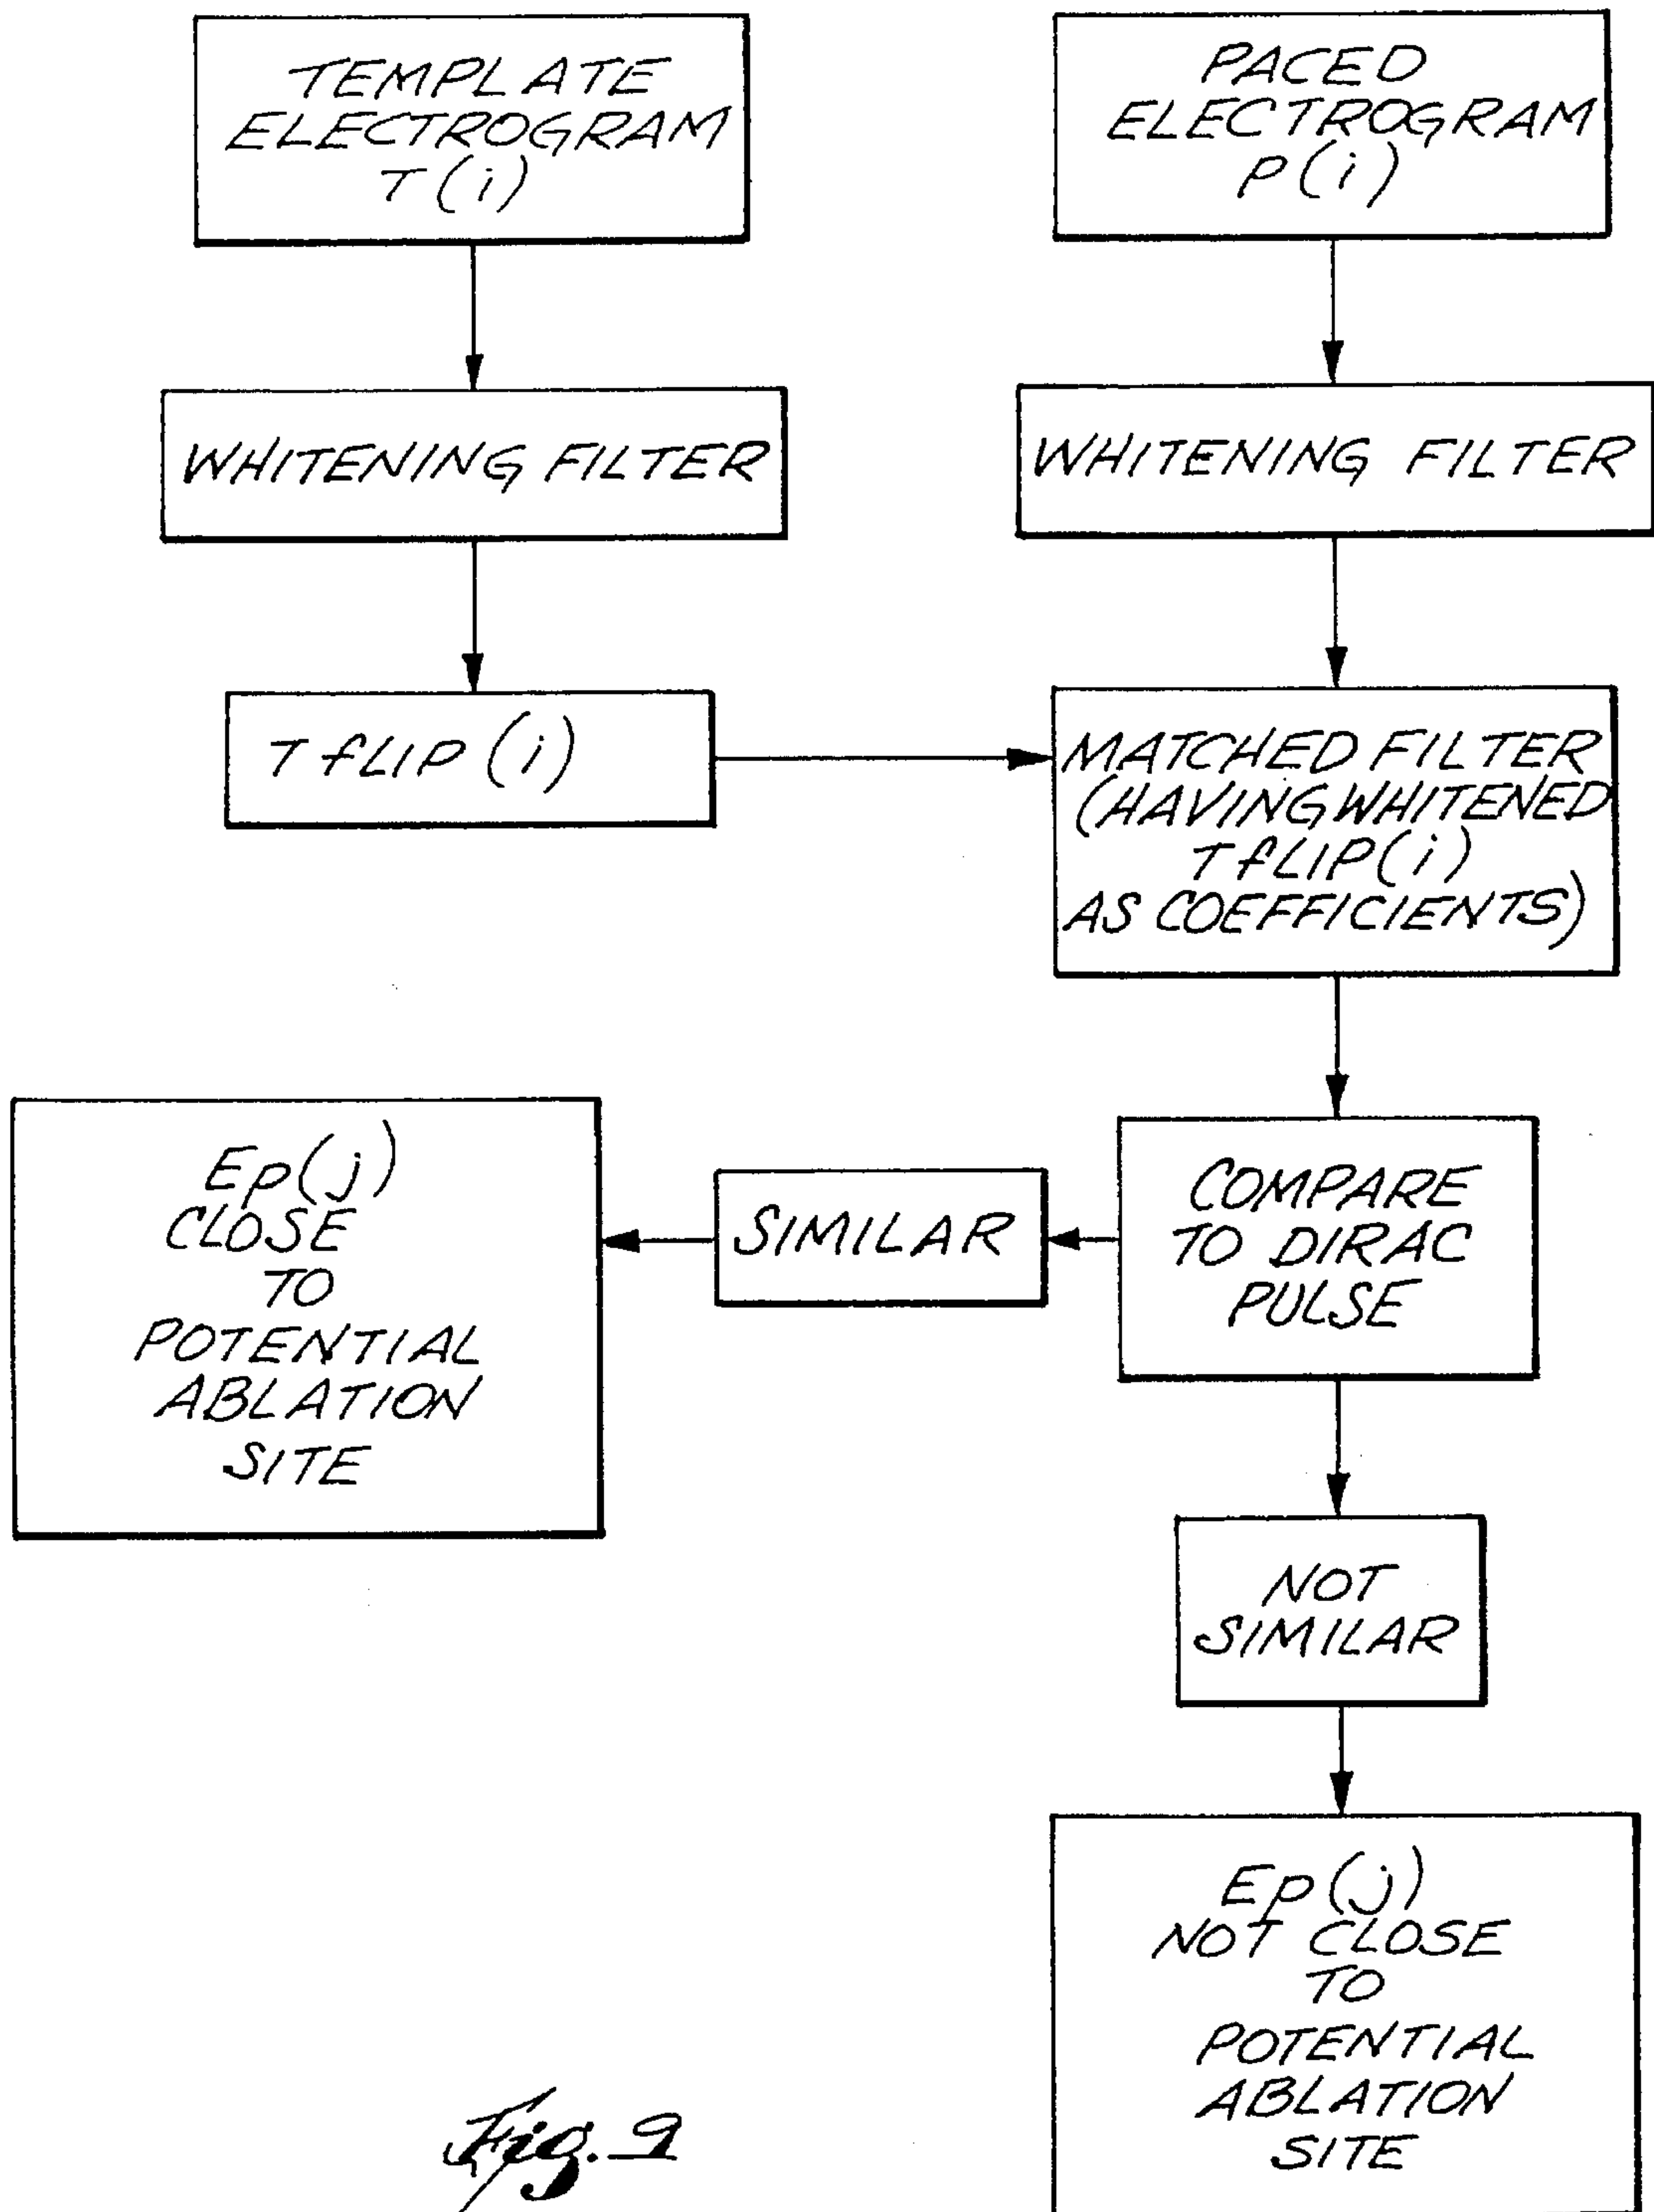 TEMPLATE
ELECTROGRAM
T(i)
PACED
ELECTROGRAM
P(i)
WHITENING FILTER
WHITENING FILTER
T fLIP (i)
MATCHED FILTER
(HAVING WHITENED
T fLIP(i)
AS COEFFICIENTS)
COMPARE
TO DIRAC
PULSE
SIMILAR
Ep(j)
CLOSE
TO
POTENTIAL
ABLATION
SITE
NOT
SIMILAR
Ep(j)
NOT CLOSE
TO
POTENTIAL
ABLATION
SITE
Fig. 9